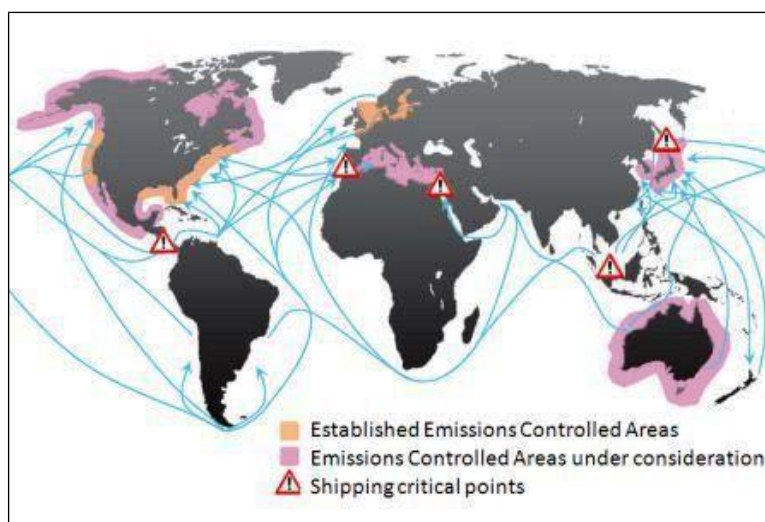 Established Emissions Controlled Areas
Emissions Controlled Areas under consideration
Shipping critical points